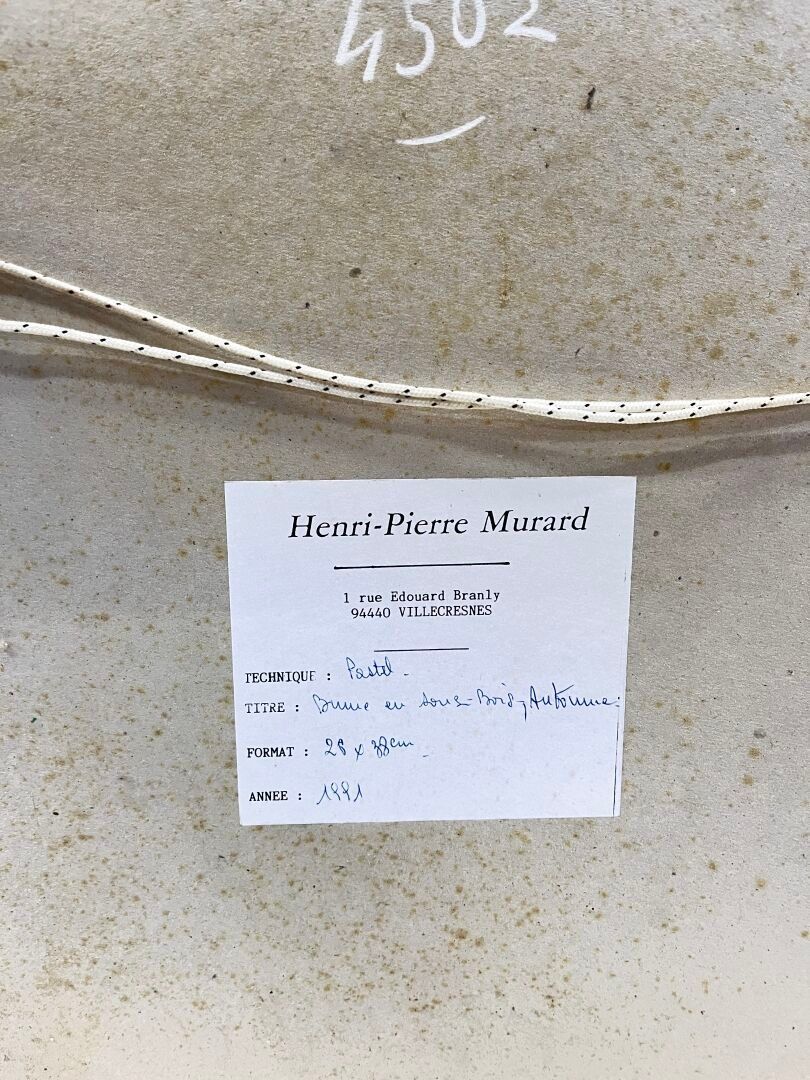 4502
Henri-Pierre Murard
1 rue Edouard Branly
94440 VILLECRESNES
TECHNIQUE : Pastel.
TITRE : Brume en sous-Bois, Automne.
FORMAT : 28 x 38cm
ANNEE : 1991